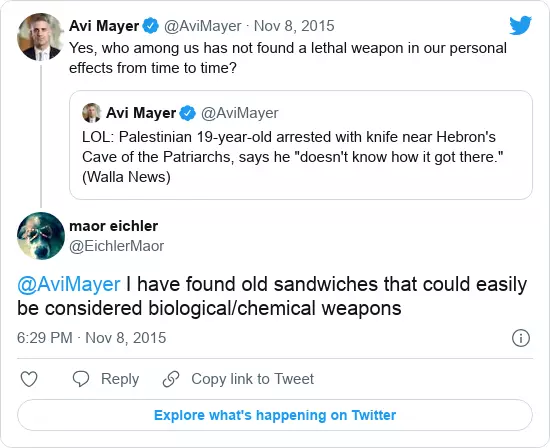 Avi Mayer @AviMayer · Nov 8, 2015
Yes, who among us has not found a lethal weapon in our personal
effects from time to time?
Avi Mayer @AviMayer
LOL: Palestinian 19-year-old arrested with knife near Hebron's
Cave of the Patriarchs, says he "doesn't know how it got there."
(Walla News)
maor eichler
@EichlerMaor
@AviMayer I have found old sandwiches that could easily
be considered biological/chemical weapons
6:29 PM · Nov 8, 2015
Reply Copy link to Tweet
Explore what's happening on Twitter